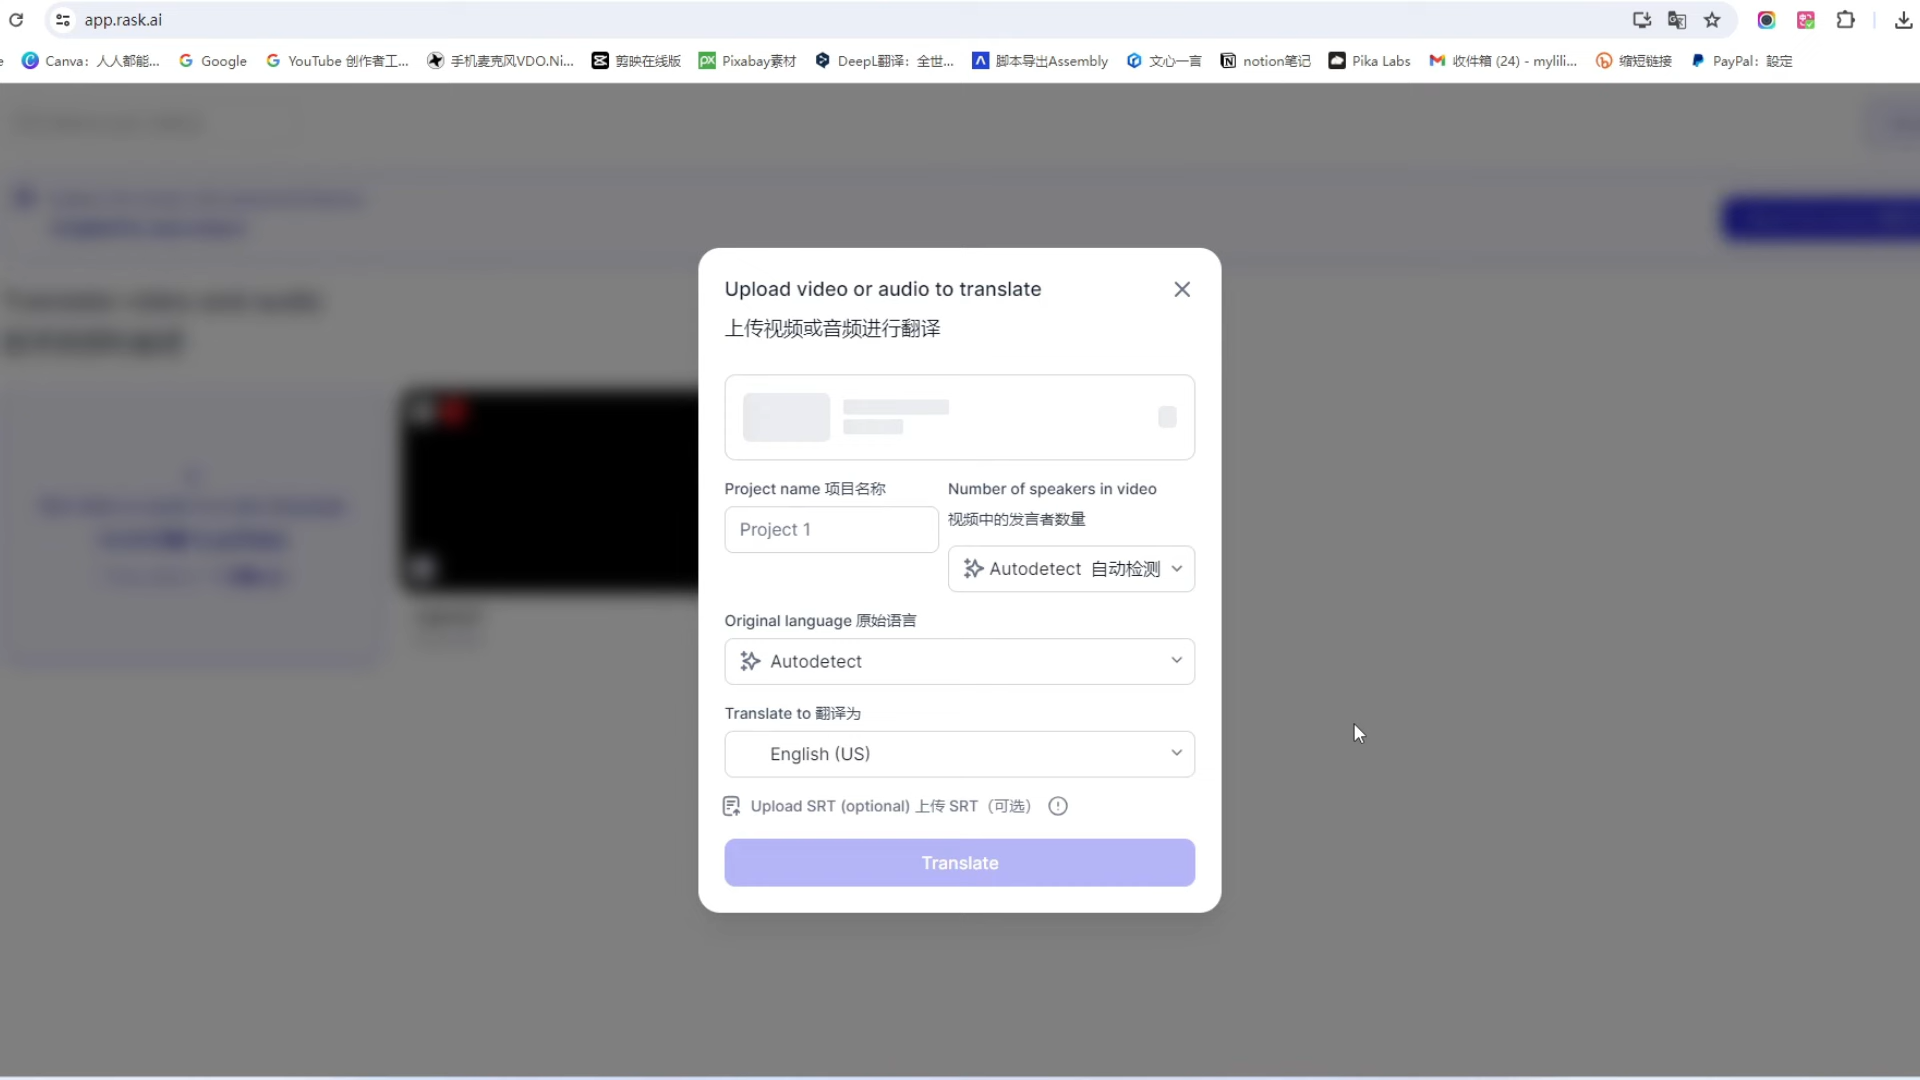 app.rask.ai
Canva：人人都能... Google YouTube 创作者工... 手机麦克风VDO.Ni... 剪映在线版 Pixabay素材 DeepL翻译：全世... 脚本导出Assembly 文心一言 notion笔记 Pika Labs 收件箱 (24) - mylili... 缩短链接 PayPal：設定
Upload video or audio to translate
上传视频或音频进行翻译
Project name 项目名称
Number of speakers in video
视频中的发言者数量
Project 1
Autodetect 自动检测
Original language 原始语言
Autodetect
Translate to 翻译为
English (US)
Upload SRT (optional) 上传 SRT（可选）
Translate